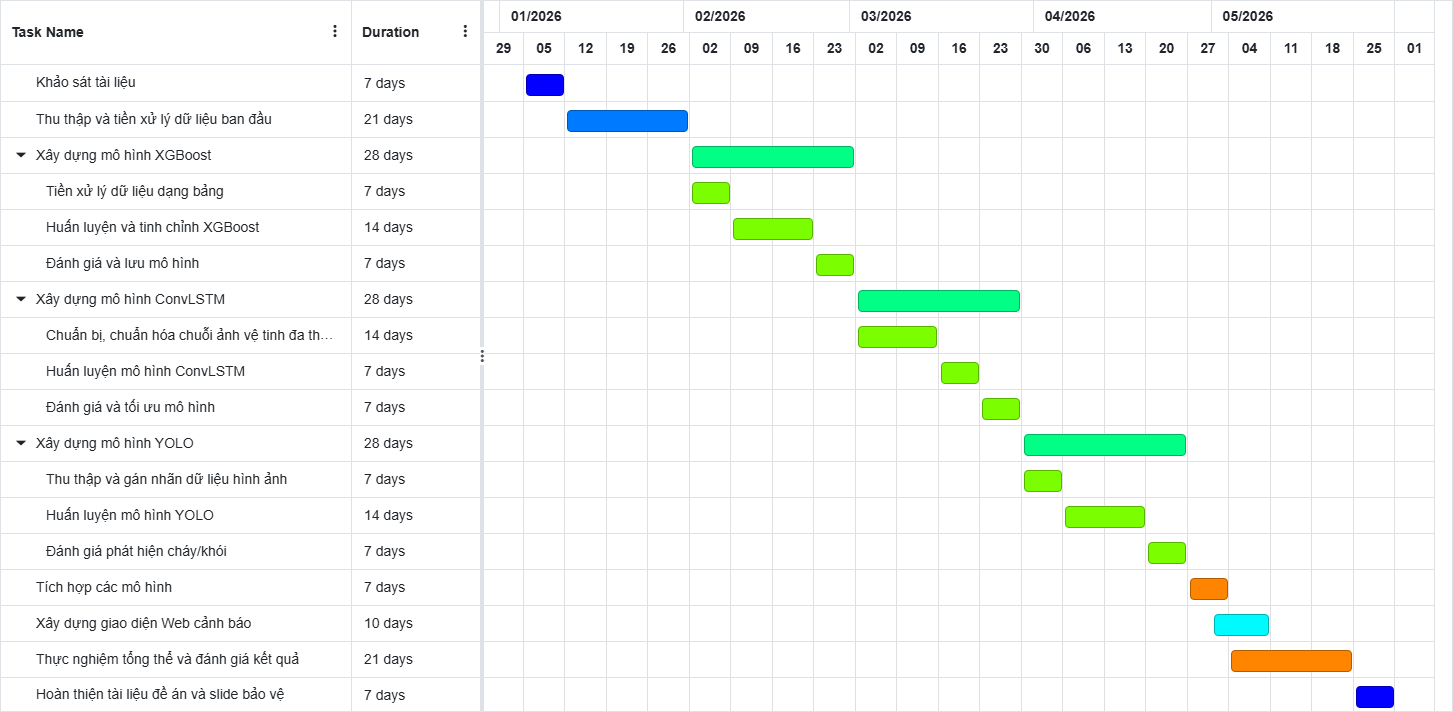 Task Name Duration 01/2026 02/2026 03/2026 04/2026 05/2026
29 05 12 19 26 02 09 16 23 02 09 16 23 30 06 13 20 27 04 11 18 25 01
Khảo sát tài liệu 7 days
Thu thập và tiền xử lý dữ liệu ban đầu 21 days
Xây dựng mô hình XGBoost 28 days
Tiền xử lý dữ liệu dạng bảng 7 days
Huấn luyện và tinh chỉnh XGBoost 14 days
Đánh giá và lưu mô hình 7 days
Xây dựng mô hình ConvLSTM 28 days
Chuẩn bị, chuẩn hóa chuỗi ảnh vệ tinh đa th... 14 days
Huấn luyện mô hình ConvLSTM 7 days
Đánh giá và tối ưu mô hình 7 days
Xây dựng mô hình YOLO 28 days
Thu thập và gán nhãn dữ liệu hình ảnh 7 days
Huấn luyện mô hình YOLO 14 days
Đánh giá phát hiện cháy/khói 7 days
Tích hợp các mô hình 7 days
Xây dựng giao diện Web cảnh báo 10 days
Thực nghiệm tổng thể và đánh giá kết quả 21 days
Hoàn thiện tài liệu đề án và slide bảo vệ 7 days